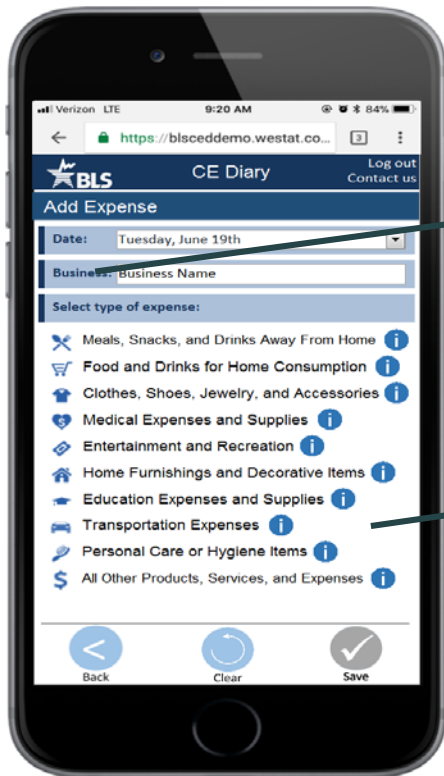 Verizon LTE 9:20 AM 84%
https://blsceddemo.westat.co... 3
BLS CE Diary Log out
Contact us
Add Expense
Date: Tuesday, June 19th
Business: Business Name
Select type of expense:
Meals, Snacks, and Drinks Away From Home i
Food and Drinks for Home Consumption i
Clothes, Shoes, Jewelry, and Accessories i
Medical Expenses and Supplies i
Entertainment and Recreation i
Home Furnishings and Decorative Items i
Education Expenses and Supplies i
Transportation Expenses i
Personal Care or Hygiene Items i
$ All Other Products, Services, and Expenses i
Back Clear Save